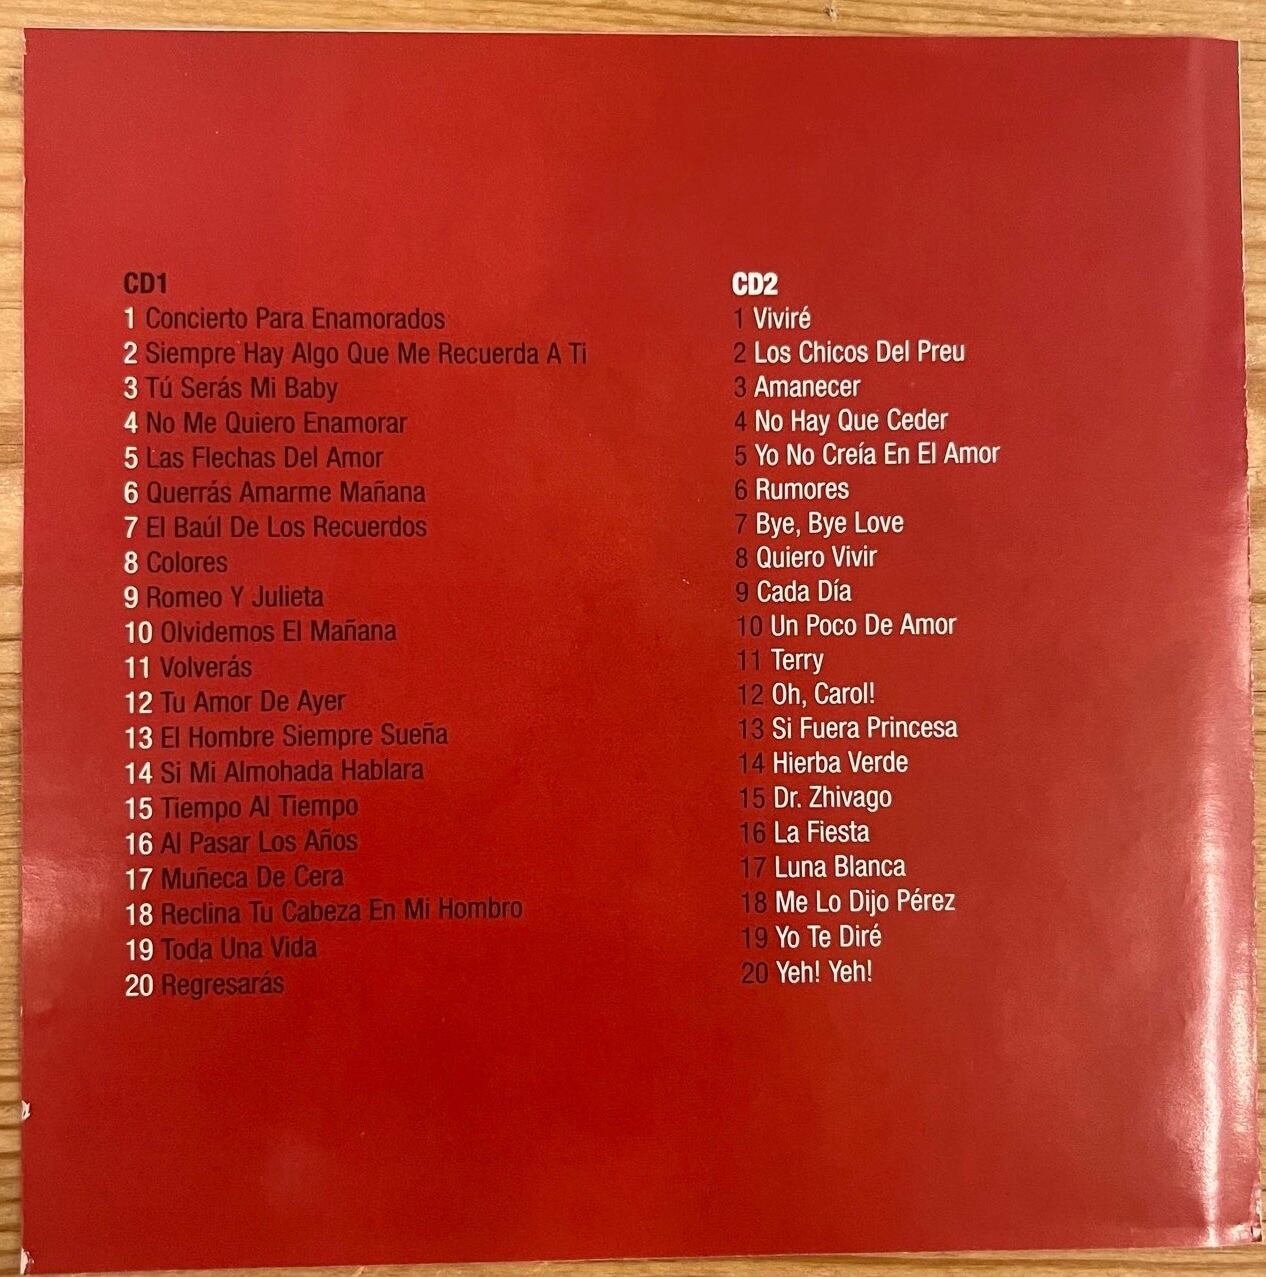 CD1
1 Concierto Para Enamorados
2 Siempre Hay Algo Que Me Recuerda A Ti
3 Tú Serás Mi Baby
4 No Me Quiero Enamorar
5 Las Flechas Del Amor
6 Querrás Amarme Mañana
7 El Baúl De Los Recuerdos
8 Colores
9 Romeo Y Julieta
10 Olvidemos El Mañana
11 Volverás
12 Tu Amor De Ayer
13 El Hombre Siempre Sueña
14 Si Mi Almohada Hablara
15 Tiempo Al Tiempo
16 Al Pasar Los Años
17 Muñeca De Cera
18 Reclina Tu Cabeza En Mi Hombro
19 Toda Una Vida
20 Regresarás
CD2
1 Viviré
2 Los Chicos Del Preu
3 Amanecer
4 No Hay Que Ceder
5 Yo No Creía En El Amor
6 Rumores
7 Bye, Bye Love
8 Quiero Vivir
9 Cada Día
10 Un Poco De Amor
11 Terry
12 Oh, Carol!
13 Si Fuera Princesa
14 Hierba Verde
15 Dr. Zhivago
16 La Fiesta
17 Luna Blanca
18 Me Lo Dijo Pérez
19 Yo Te Diré
20 Yeh! Yeh!